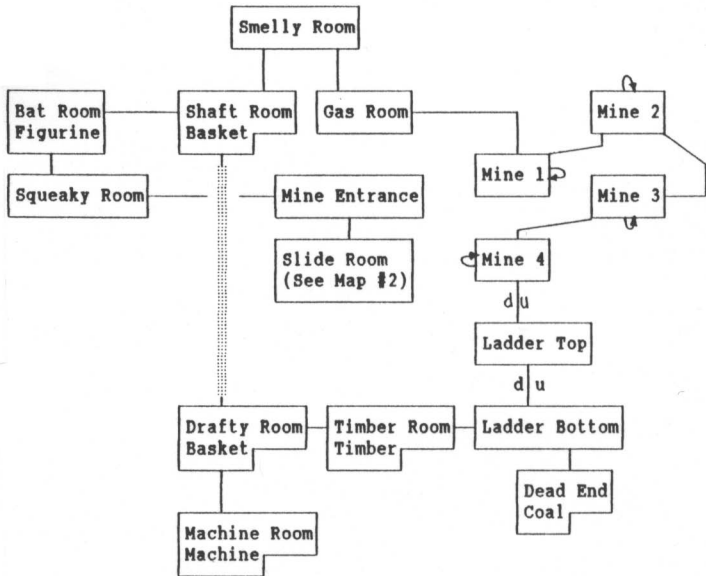 Smelly Room
Bat Room
Figurine
Shaft Room
Basket
Gas Room
Mine 2
Mine 1
Squeaky Room
Mine Entrance
Mine 3
Slide Room
(See Map #2)
Mine 4
d u
Ladder Top
d u
Drafty Room
Basket
Timber Room
Timber
Ladder Bottom
Dead End
Coal
Machine Room
Machine